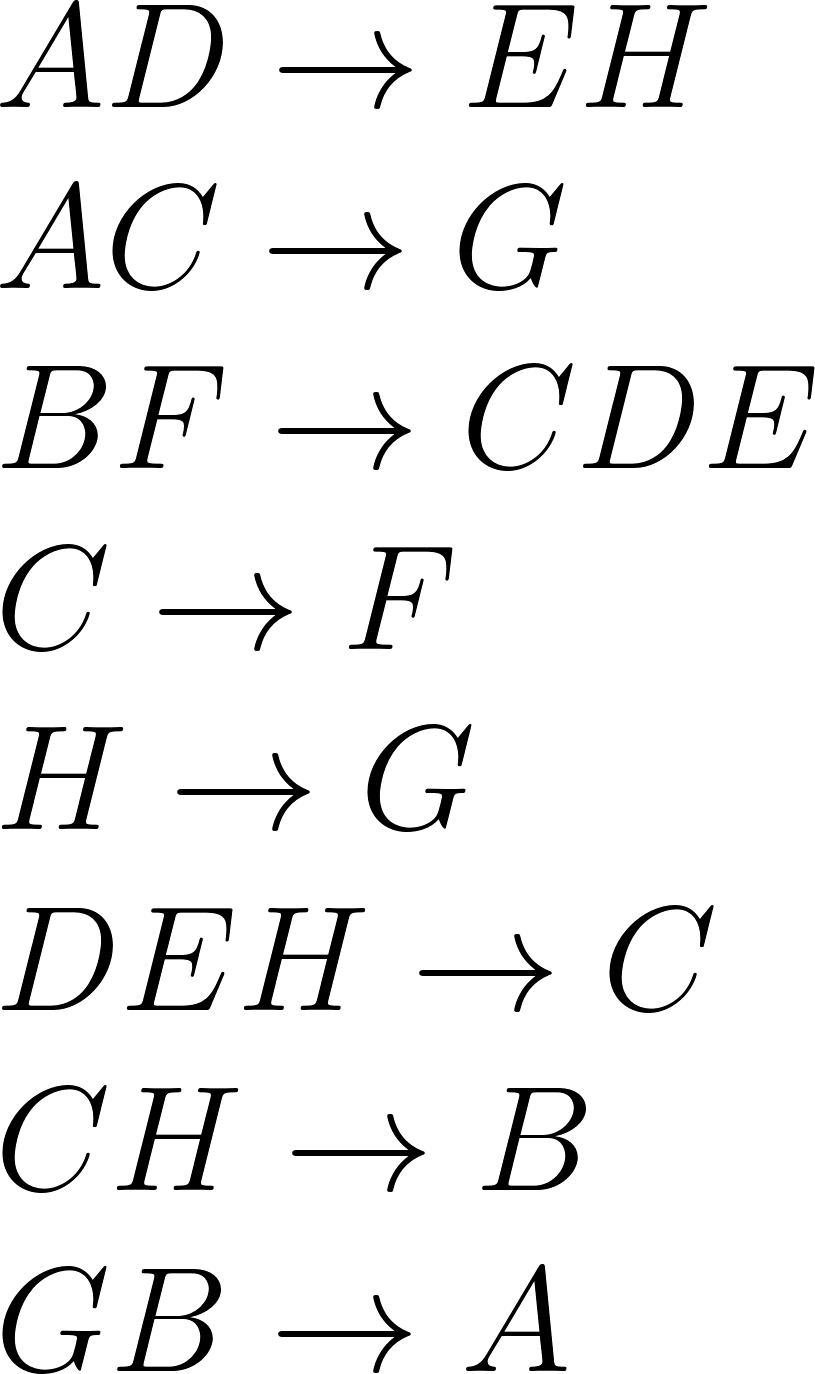 AD → EH
AC → G
BF → CDE
C → F
H → G
DEH → C
CH → B
GB → A